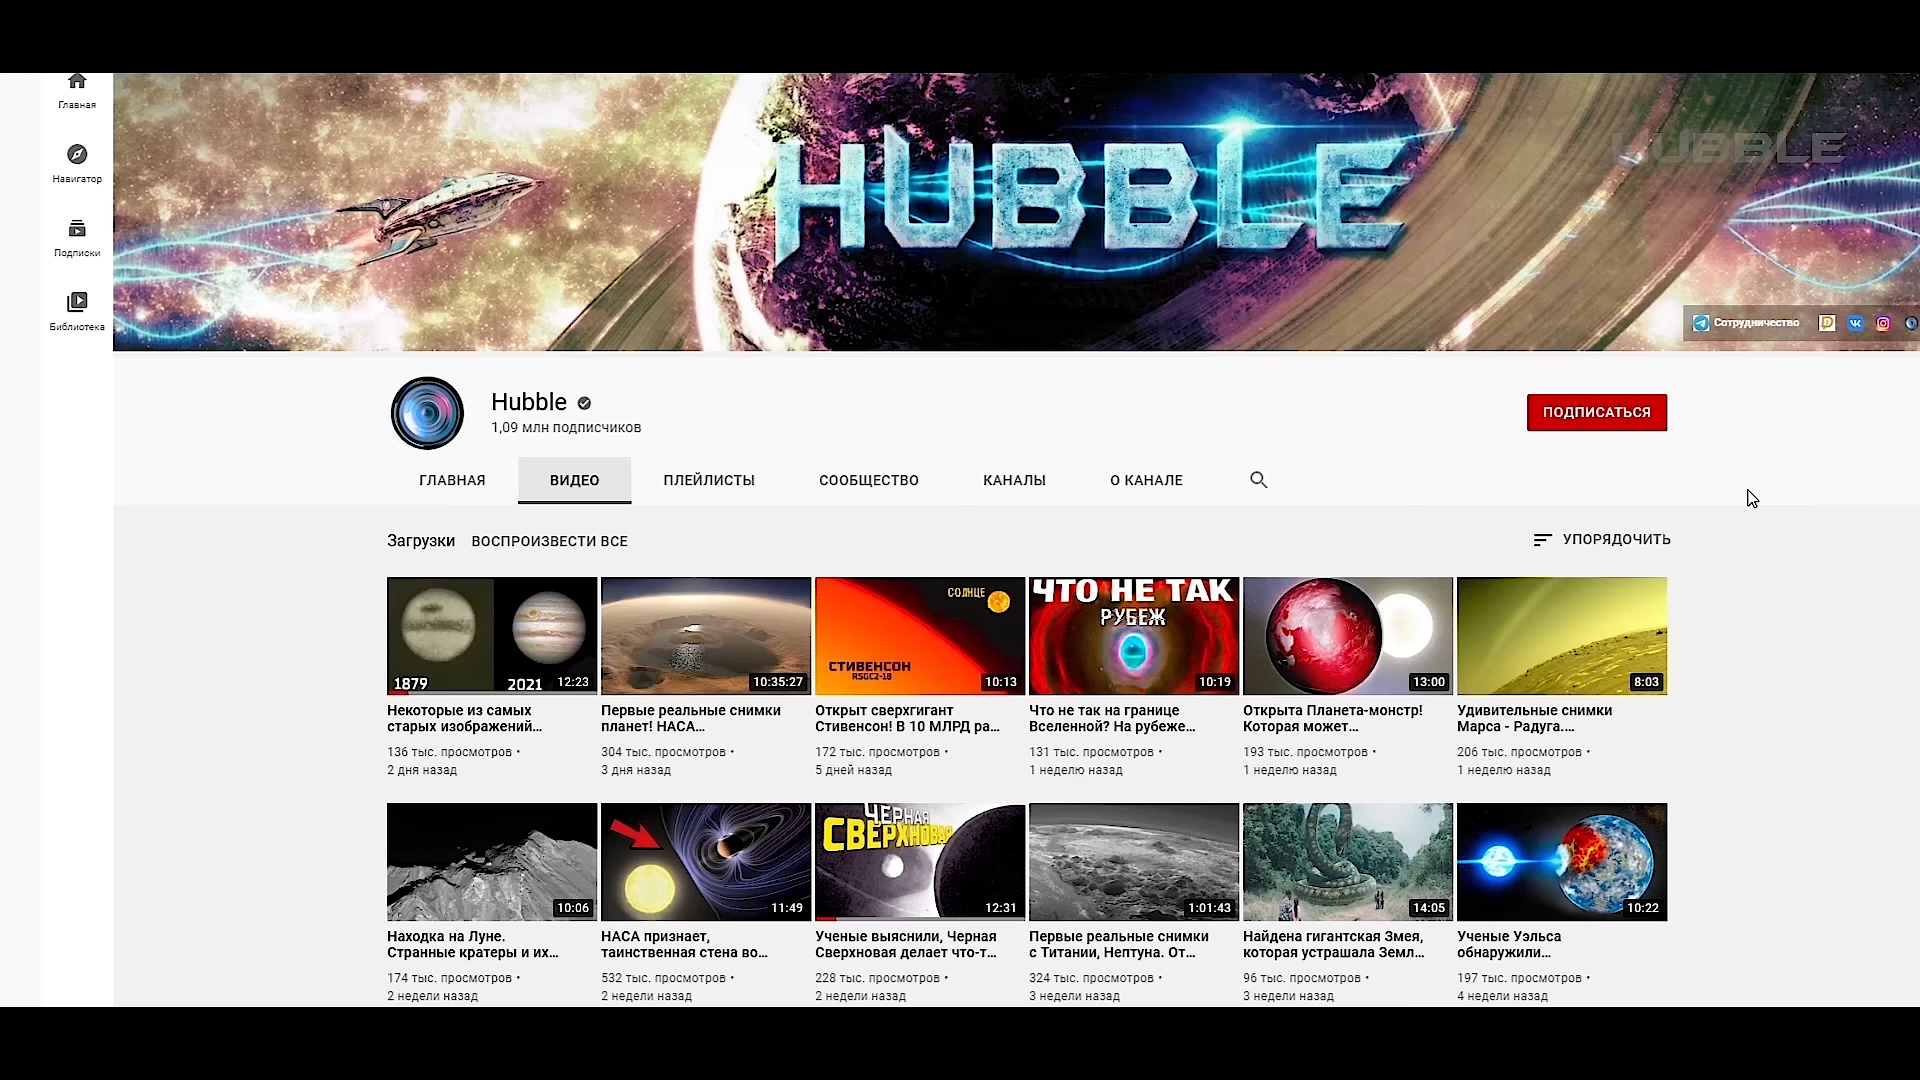 Главная
Навигатор
Подписки
Библиотека
HUBBLE
HUBBLE
Сотрудничество
Hubble
1,09 млн подписчиков
ПОДПИСАТЬСЯ
ГЛАВНАЯ ВИДЕО ПЛЕЙЛИСТЫ СООБЩЕСТВО КАНАЛЫ О КАНАЛЕ
Загрузки ВОСПРОИЗВЕСТИ ВСЕ УПОРЯДОЧИТЬ
1879 2021 12:23
Некоторые из самых
старых изображений...
136 тыс. просмотров •
2 дня назад
10:35:27
Первые реальные снимки
планет! НАСА...
304 тыс. просмотров •
3 дня назад
СОЛНЦЕ
СТИВЕНСОН
RSGC2-18
10:13
Открыт сверхгигант
Стивенсон! В 10 МЛРД ра...
172 тыс. просмотров •
5 дней назад
ЧТО НЕ ТАК
РУБЕЖ
10:19
Что не так на границе
Вселенной? На рубеже...
131 тыс. просмотров •
1 неделю назад
13:00
Открыта Планета-монстр!
Которая может...
193 тыс. просмотров •
1 неделю назад
8:03
Удивительные снимки
Марса - Радуга....
206 тыс. просмотров •
1 неделю назад
10:06
Находка на Луне.
Странные кратеры и их...
174 тыс. просмотров •
2 недели назад
11:49
НАСА признает,
таинственная стена во...
532 тыс. просмотров •
2 недели назад
ЧЕРНАЯ
СВЕРХНОВАЯ
12:31
Ученые выяснили, Черная
Сверхновая делает что-т...
228 тыс. просмотров •
2 недели назад
1:01:43
Первые реальные снимки
с Титании, Нептуна. От...
324 тыс. просмотров •
3 недели назад
14:05
Найдена гигантская Змея,
которая устрашала Земл...
96 тыс. просмотров •
3 недели назад
10:22
Ученые Уэльса
обнаружили...
197 тыс. просмотров •
4 недели назад